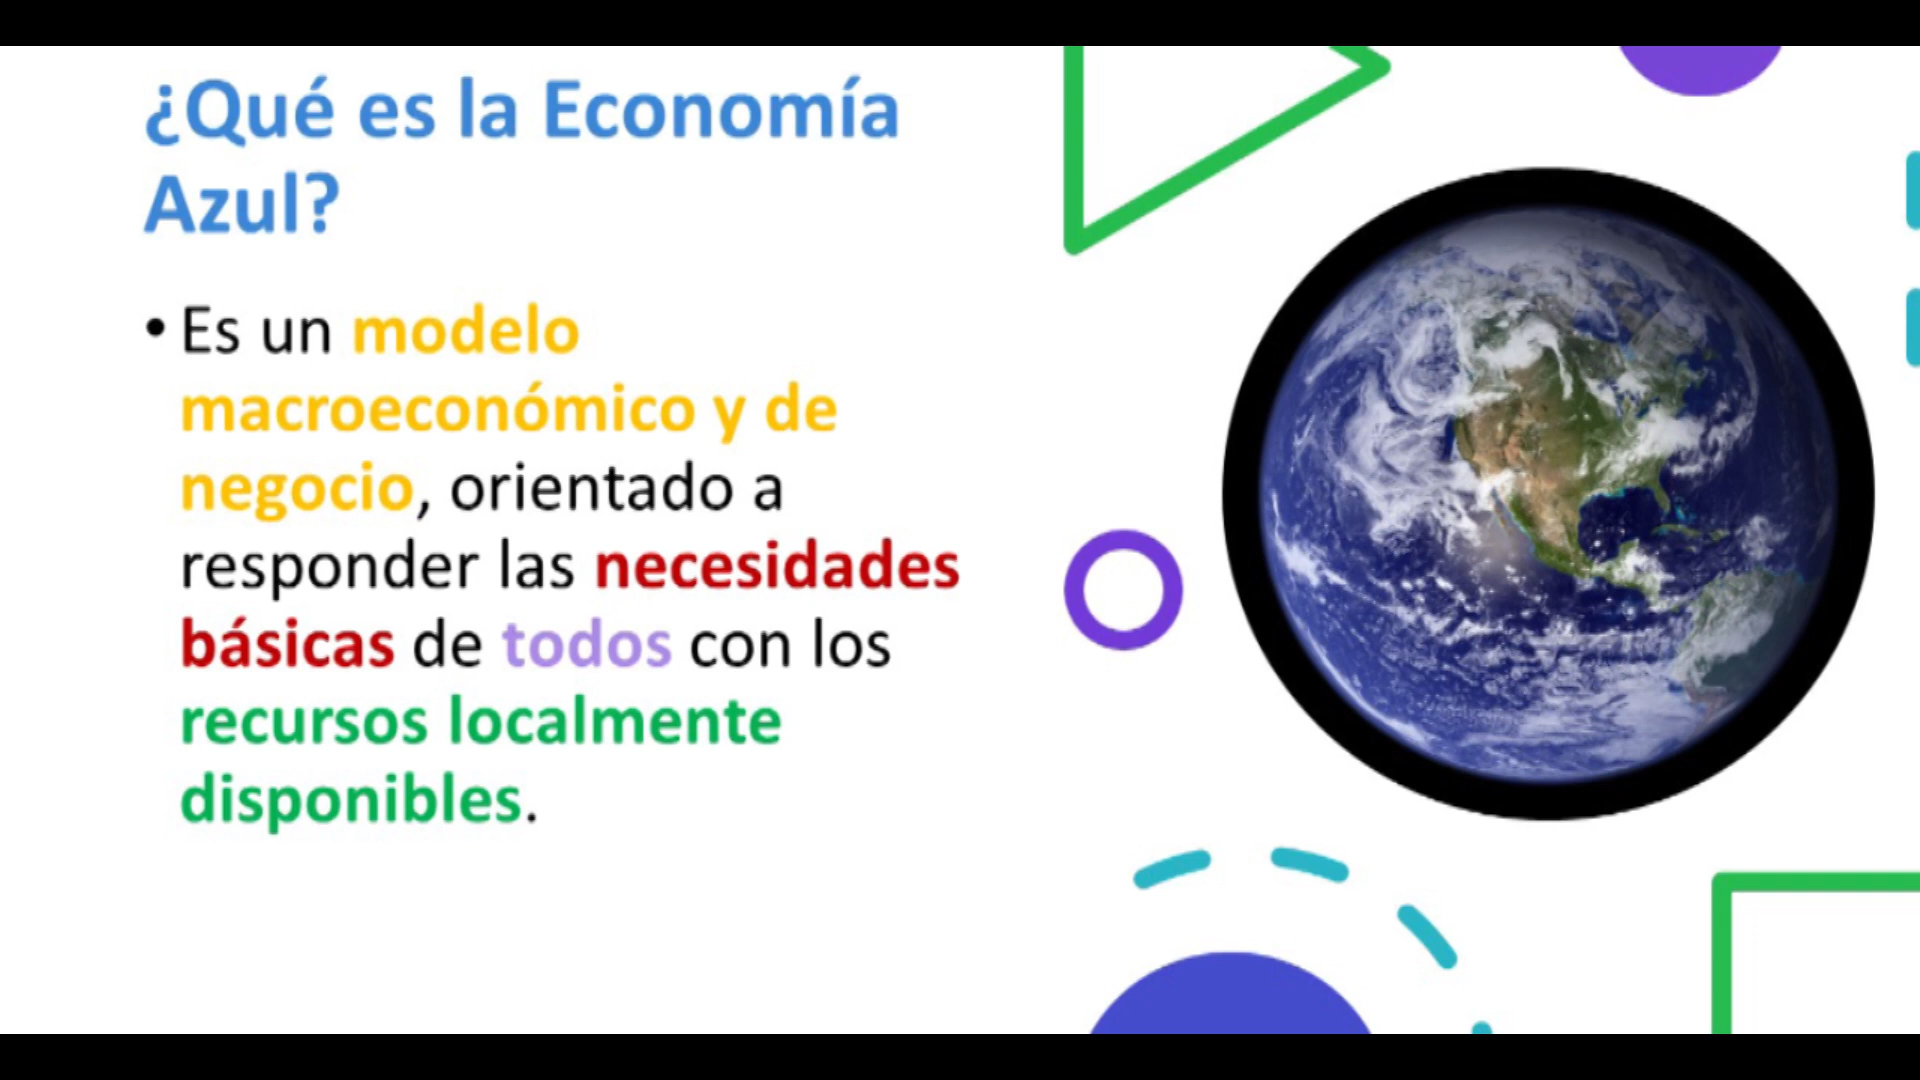 ¿Qué es la Economía
Azul?
• Es un modelo
macroeconómico y de
negocio, orientado a
responder las necesidades
básicas de todos con los
recursos localmente
disponibles.